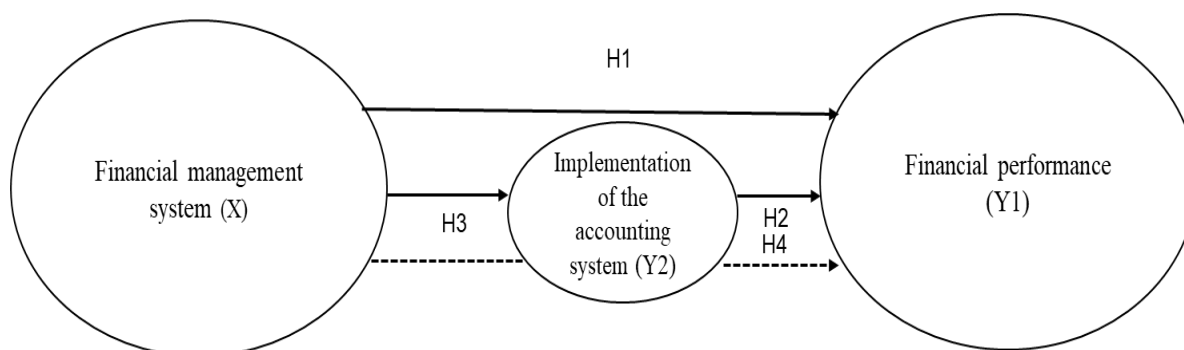 H1
Financial management
system (X)
H3
Implementation
of the
accounting
system (Y2)
H2
H4
Financial performance
(Y1)